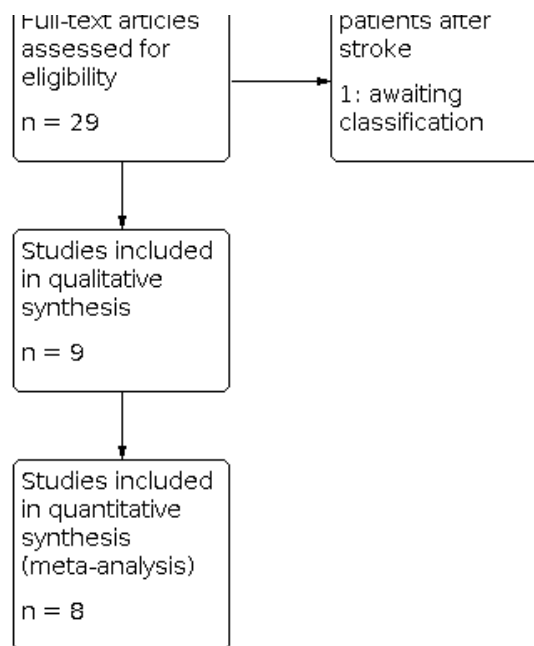 Full-text articles
assessed for
eligibility
n = 29
patients after
stroke
1: awaiting
classification
Studies included
in qualitative
synthesis
n = 9
Studies included
in quantitative
synthesis
(meta-analysis)
n = 8